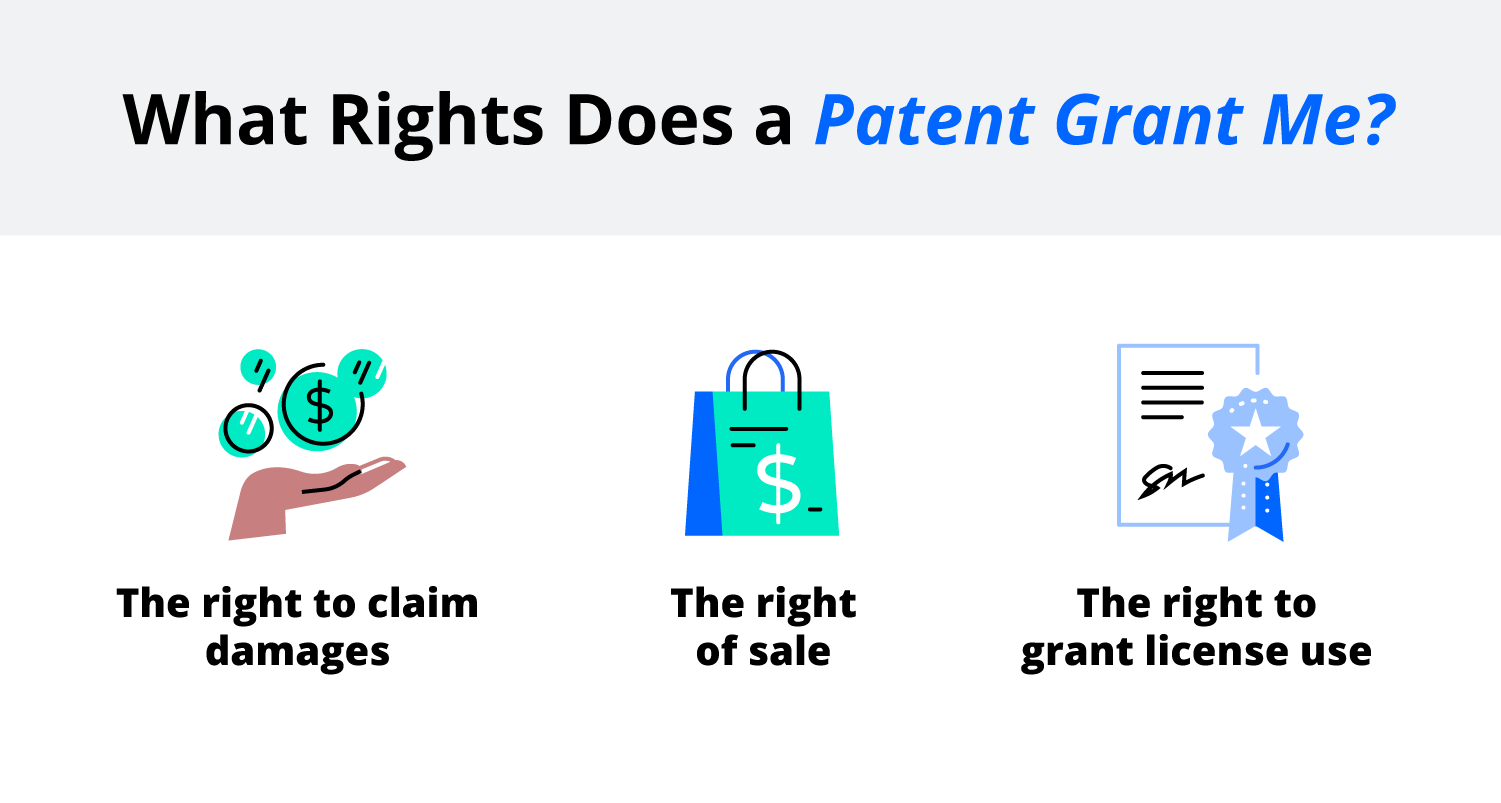 What Rights Does a Patent Grant Me?
$
$
The right to claim
damages
The right
of sale
The right to
grant license use